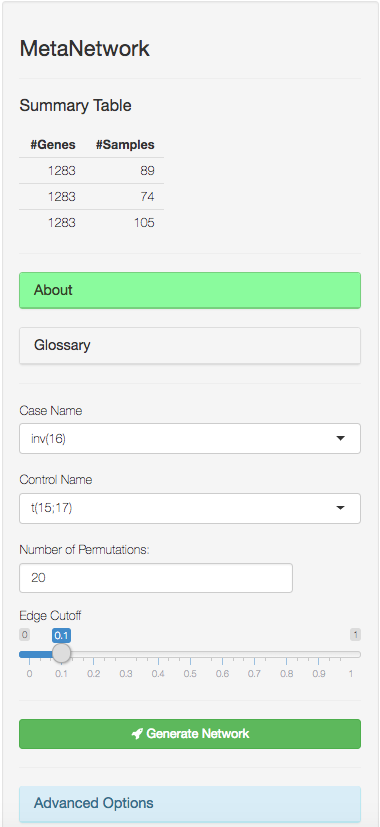 MetaNetwork
Summary Table
#Genes #Samples
1283 89
1283 74
1283 105
About
Glossary
Case Name
inv(16)
Control Name
t(15;17)
Number of Permutations:
20
Edge Cutoff
0 0.1 1
0 0.1 0.2 0.3 0.4 0.5 0.6 0.7 0.8 0.9 1
Generate Network
Advanced Options